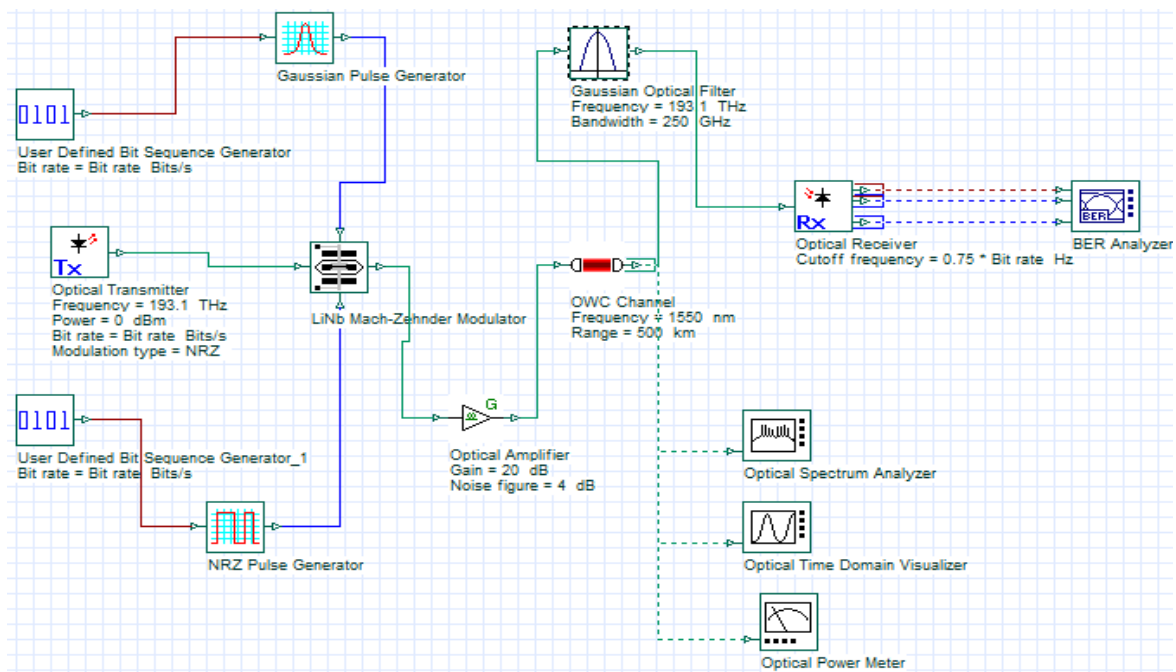 Gaussian Pulse Generator
0101
User Defined Bit Sequence Generator
Bit rate = Bit rate Bits/s
Gaussian Optical Filter
Frequency = 193.1 THz
Bandwidth = 250 GHz
Rx
Optical Receiver
Cutoff frequency = 0.75 * Bit rate Hz
BER
BER Analyzer
Tx
Optical Transmitter
Frequency = 193.1 THz
Power = 0 dBm
Bit rate = Bit rate Bits/s
Modulation type = NRZ
LiNb Mach-Zehnder Modulator
OWC Channel
Frequency = 1550 nm
Range = 500 km
0101
User Defined Bit Sequence Generator_1
Bit rate = Bit rate Bits/s
NRZ Pulse Generator
G
Optical Amplifier
Gain = 20 dB
Noise figure = 4 dB
Optical Spectrum Analyzer
Optical Time Domain Visualizer
Optical Power Meter